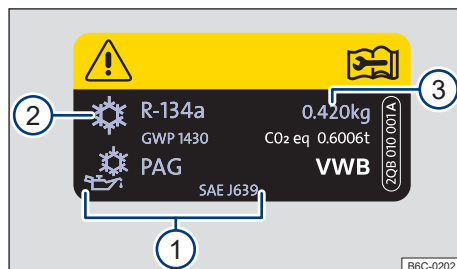 3
2
R-134a 0.420kg
GWP 1430 CO₂ eq 0.6006t
PAG VWB
SAE J639
2QB 010 001 A
1
B6C-0202